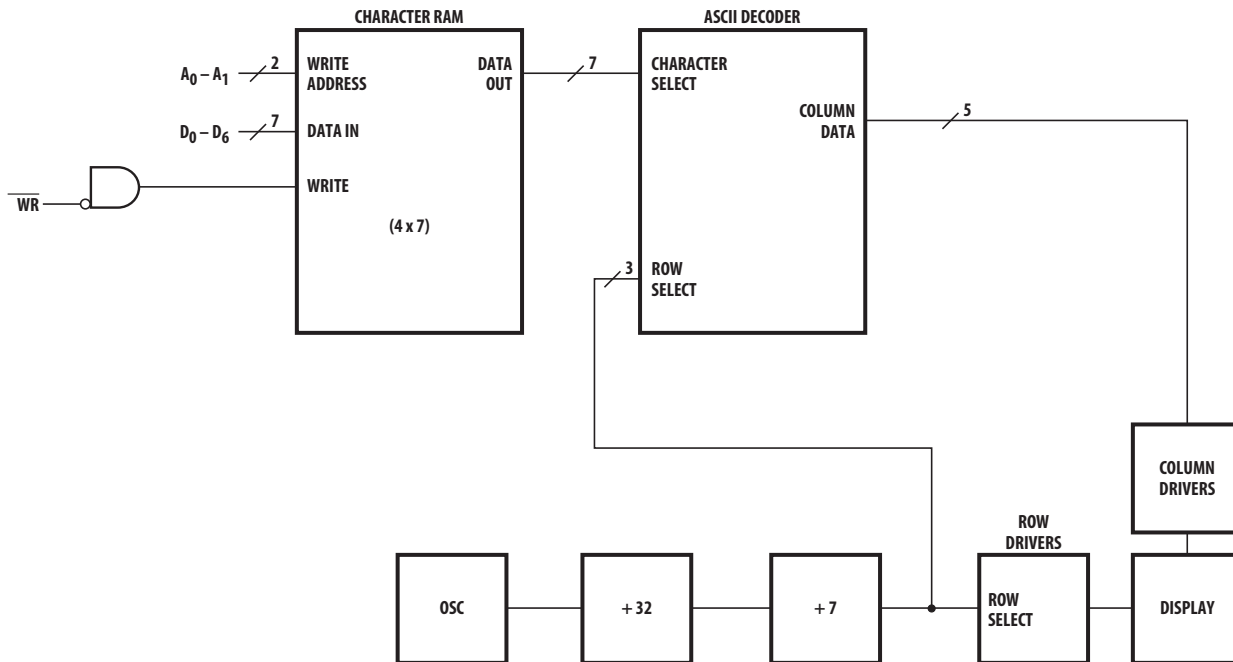 CHARACTER RAM
ASCII DECODER
A0 – A1
2
WRITE
ADDRESS
DATA
OUT
7
CHARACTER
SELECT
D0 – D6
7
DATA IN
COLUMN
DATA
5
WR
WRITE
(4 x 7)
3
ROW
SELECT
COLUMN
DRIVERS
ROW
DRIVERS
OSC
+ 32
+ 7
ROW
SELECT
DISPLAY